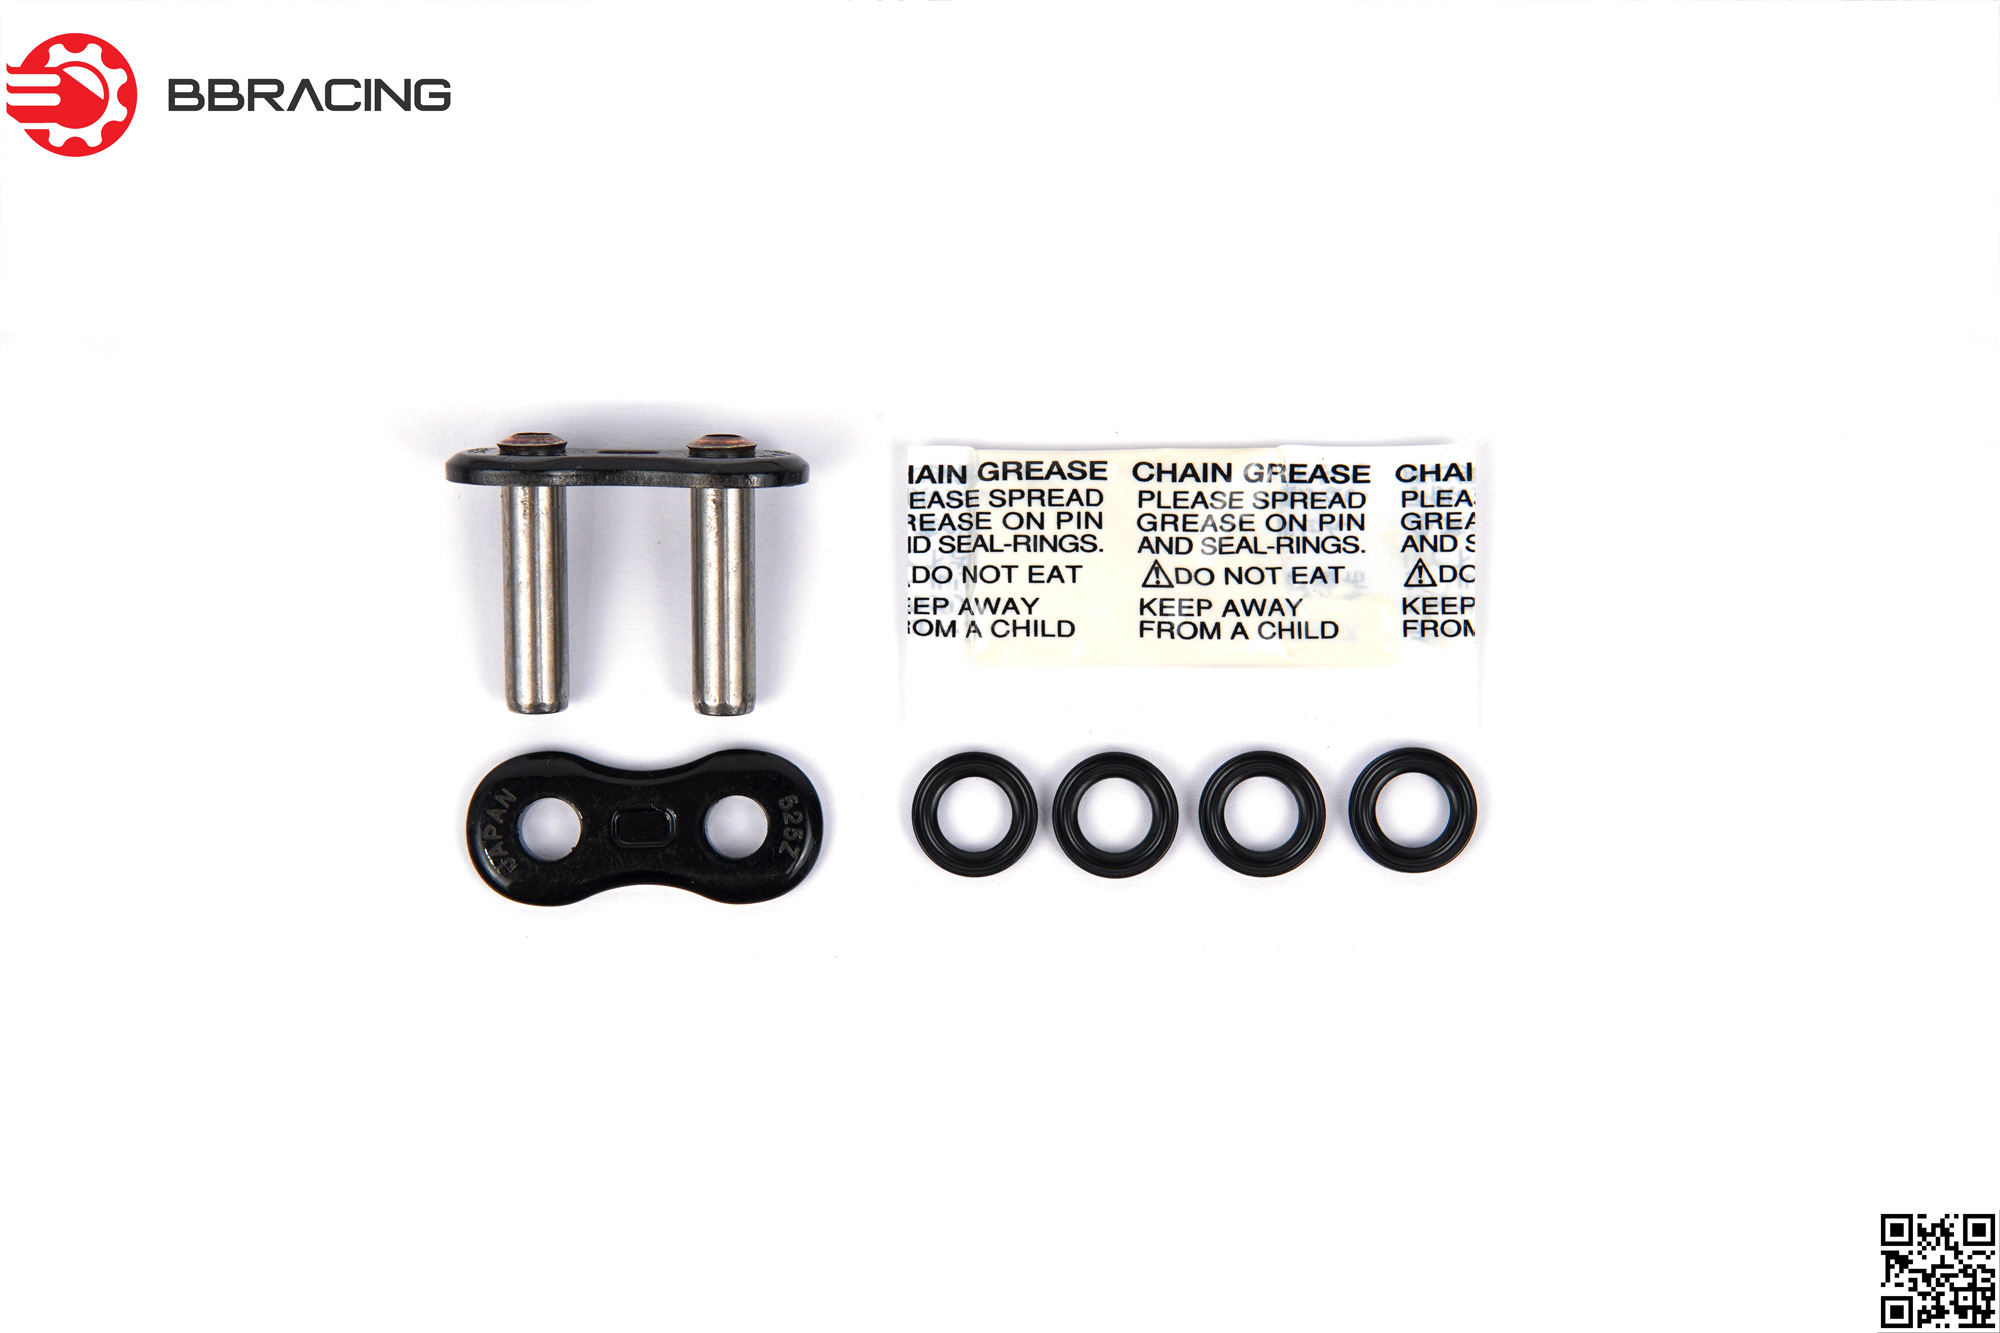 BBRACING
IAIN GREASE CHAIN GREASE CHAI
EASE SPREAD PLEASE SPREAD PLEA
REASE ON PIN GREASE ON PIN GREA
ND SEAL-RINGS. AND SEAL-RINGS. AND S
DO NOT EAT ⚠DO NOT EAT ⚠DO
EEP AWAY KEEP AWAY KEEP
ROM A CHILD FROM A CHILD FROM
JAPAN 525Z